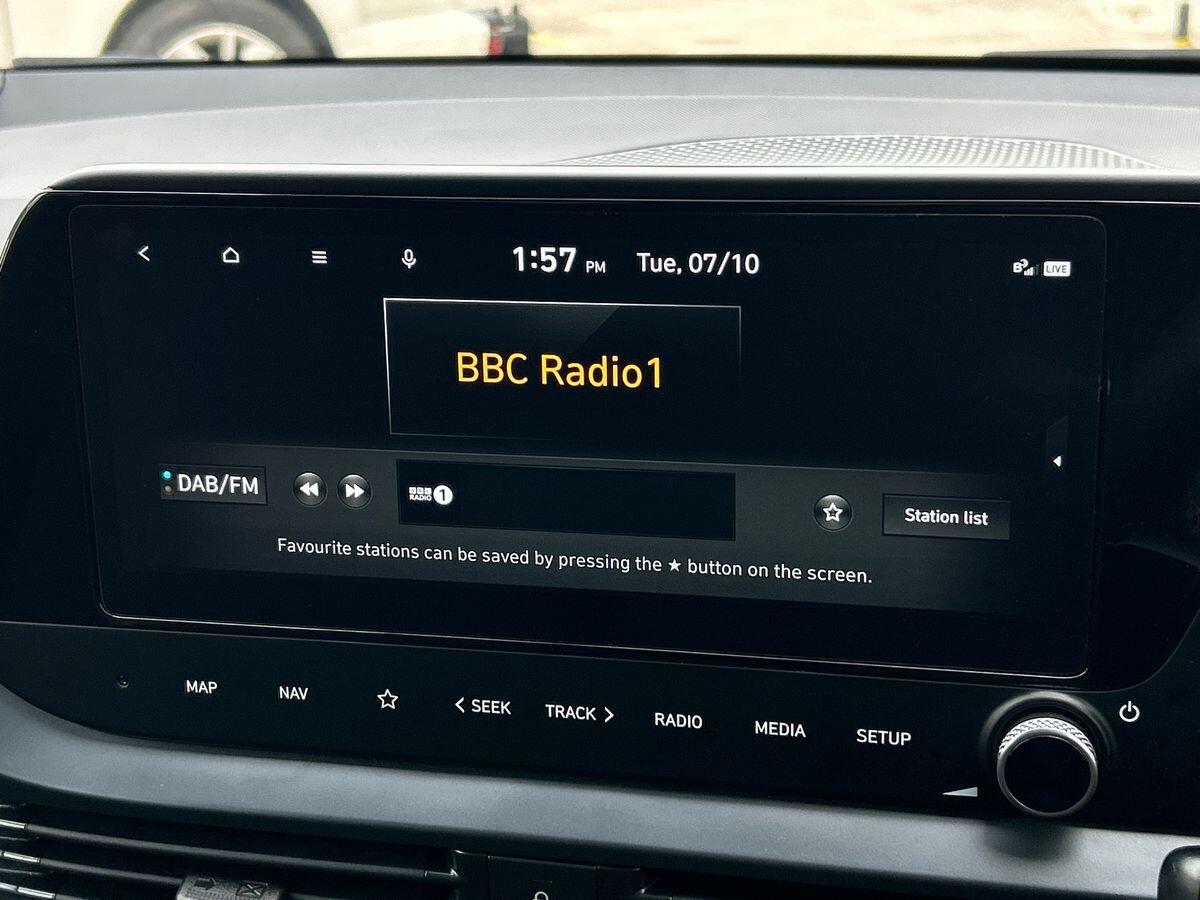 1:57 PM Tue, 07/10
LIVE
BBC Radio1
DAB/FM
BBC RADIO 1
Station list
Favourite stations can be saved by pressing the ★ button on the screen.
MAP NAV SEEK TRACK RADIO MEDIA SETUP